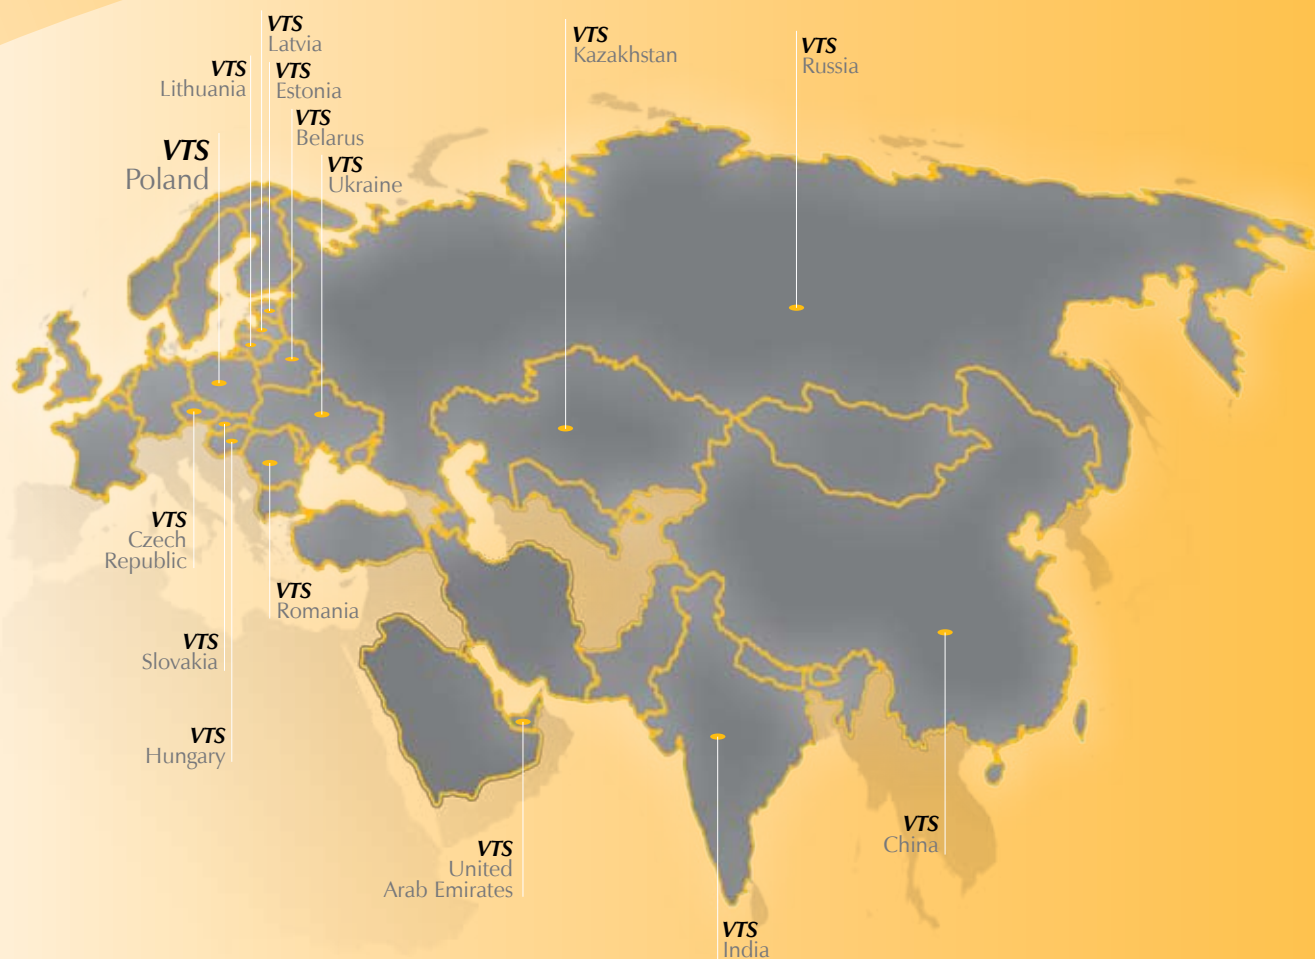 VTS
Latvia
VTS
Lithuania
VTS
Estonia
VTS
Belarus
VTS
Poland
VTS
Ukraine
VTS
Kazakhstan
VTS
Russia
VTS
Czech
Republic
VTS
Romania
VTS
Slovakia
VTS
Hungary
VTS
United
Arab Emirates
VTS
China
VTS
India